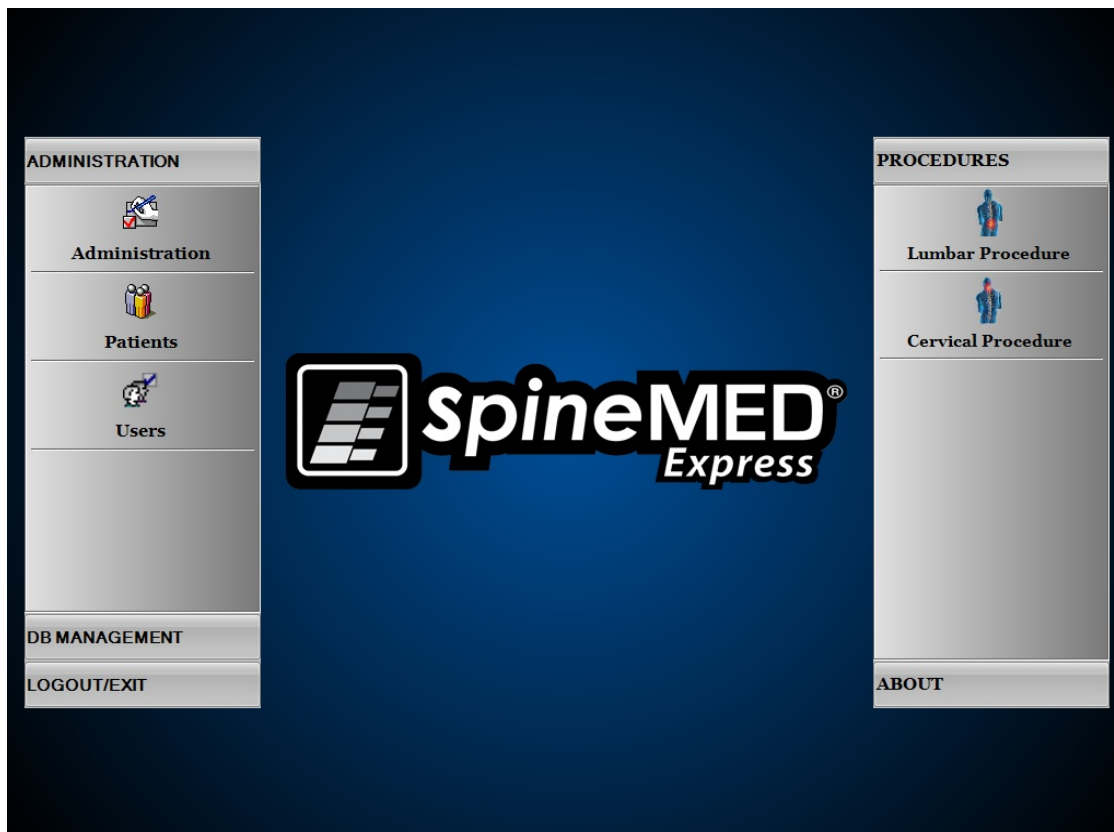 ADMINISTRATION
Administration
Patients
Users
DB MANAGEMENT
LOGOUT/EXIT
SpineMED®
Express
PROCEDURES
Lumbar Procedure
Cervical Procedure
ABOUT